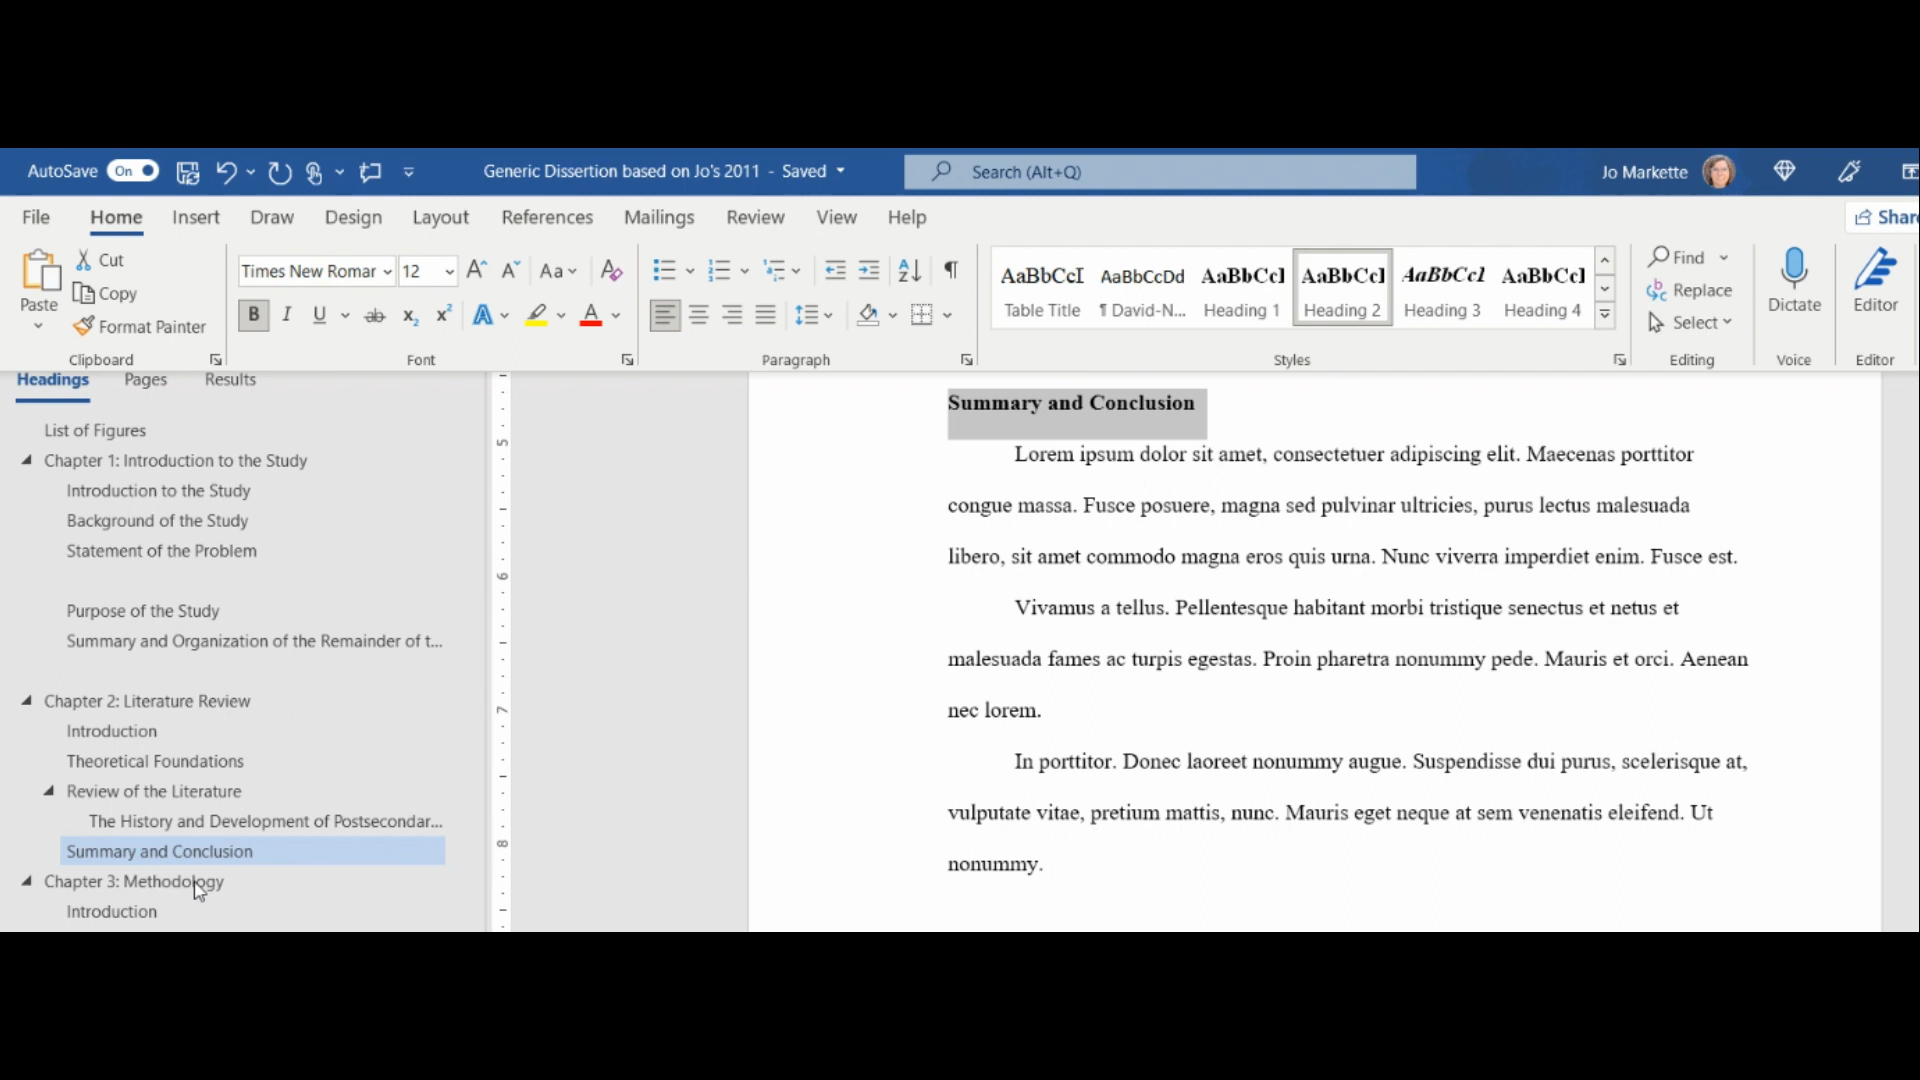 AutoSave On Generic Dissertion based on Jo's 2011 - Saved Search (Alt+Q) Jo Markette
File Home Insert Draw Design Layout References Mailings Review View Help Share
Paste Cut Copy Format Painter
Clipboard
Times New Romar 12 Aa
B I U ab x2 x2 A A
Font
Paragraph
AaBbCcI AaBbCcDd AaBbCcI AaBbCcI AaBbCcI AaBbCcI
Table Title ¶ David-N... Heading 1 Heading 2 Heading 3 Heading 4
Styles
Find
Replace
Select
Editing
Dictate
Voice
Editor
Editor
Headings Pages Results
List of Figures
Chapter 1: Introduction to the Study
Introduction to the Study
Background of the Study
Statement of the Problem
Purpose of the Study
Summary and Organization of the Remainder of t...
Chapter 2: Literature Review
Introduction
Theoretical Foundations
Review of the Literature
The History and Development of Postsecondar...
Summary and Conclusion
Chapter 3: Methodology
Introduction
5
6
7
8
Summary and Conclusion
Lorem ipsum dolor sit amet, consectetuer adipiscing elit. Maecenas porttitor
congue massa. Fusce posuere, magna sed pulvinar ultricies, purus lectus malesuada
libero, sit amet commodo magna eros quis urna. Nunc viverra imperdiet enim. Fusce est.
Vivamus a tellus. Pellentesque habitant morbi tristique senectus et netus et
malesuada fames ac turpis egestas. Proin pharetra nonummy pede. Mauris et orci. Aenean
nec lorem.
In porttitor. Donec laoreet nonummy augue. Suspendisse dui purus, scelerisque at,
vulputate vitae, pretium mattis, nunc. Mauris eget neque at sem venenatis eleifend. Ut
nonummy.